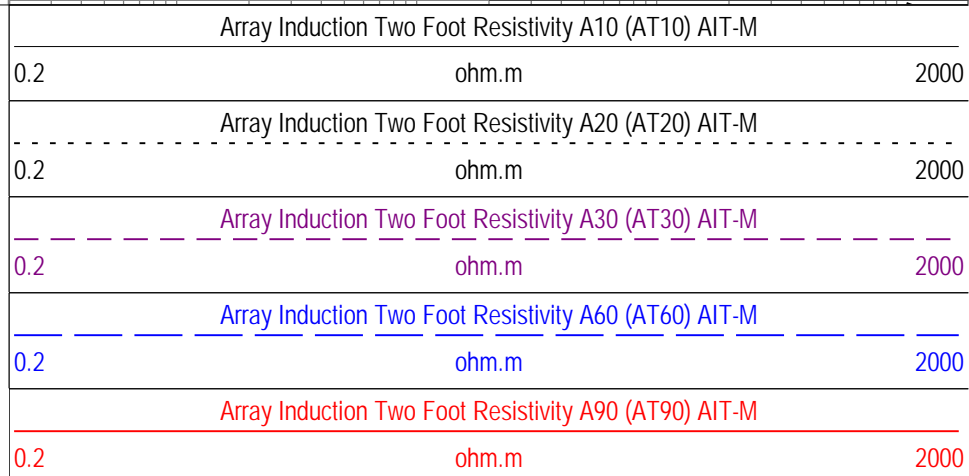 Array Induction Two Foot Resistivity A10 (AT10) AIT-M
0.2 ohm.m 2000
Array Induction Two Foot Resistivity A20 (AT20) AIT-M
0.2 ohm.m 2000
Array Induction Two Foot Resistivity A30 (AT30) AIT-M
0.2 ohm.m 2000
Array Induction Two Foot Resistivity A60 (AT60) AIT-M
0.2 ohm.m 2000
Array Induction Two Foot Resistivity A90 (AT90) AIT-M
0.2 ohm.m 2000